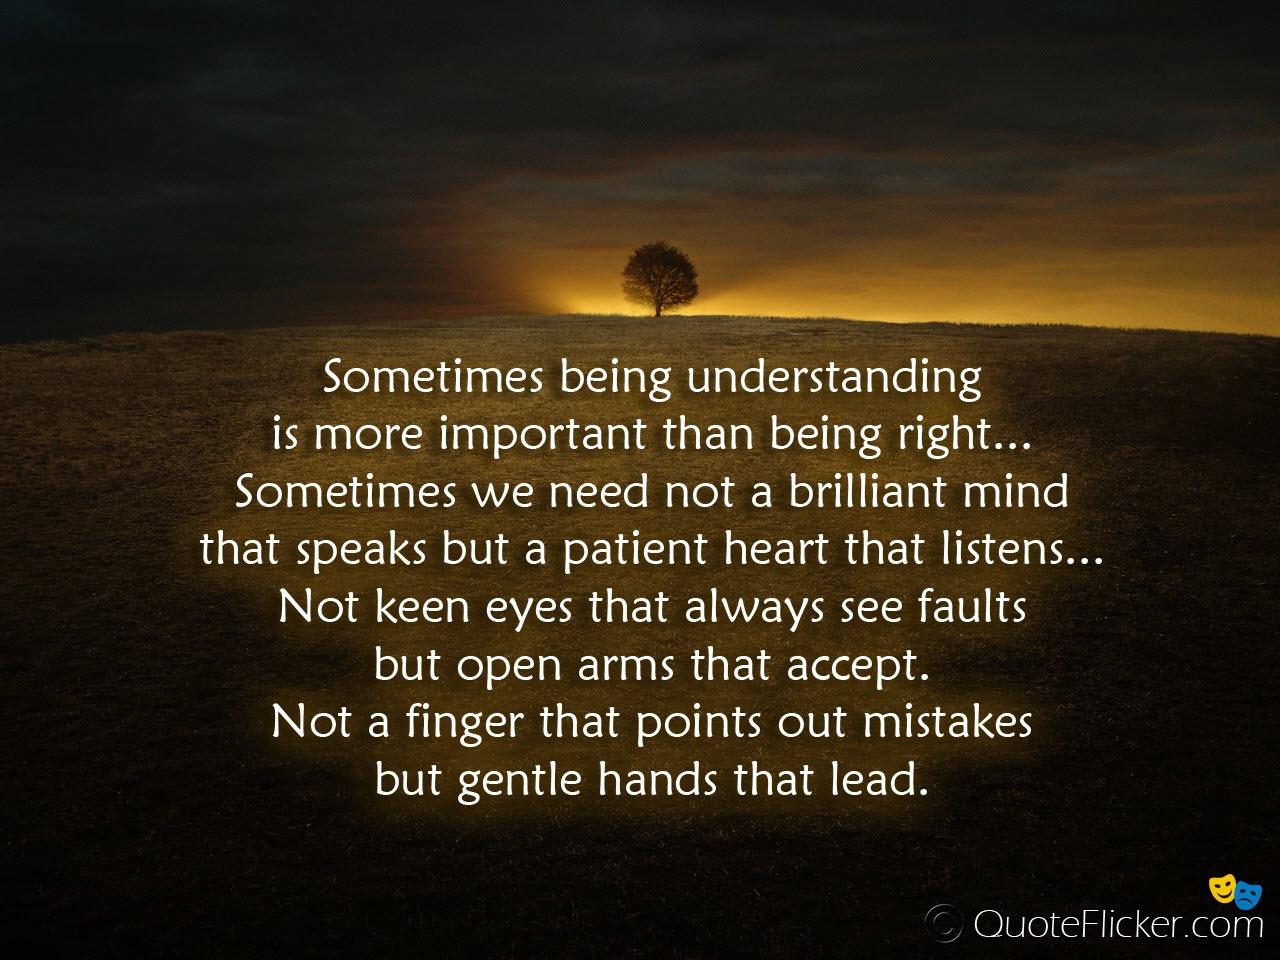 Sometimes being understanding
is more important than being right...
Sometimes we need not a brilliant mind
that speaks but a patient heart that listens...
Not keen eyes that always see faults
but open arms that accept.
Not a finger that points out mistakes
but gentle hands that lead.
© QuoteFlicker.com